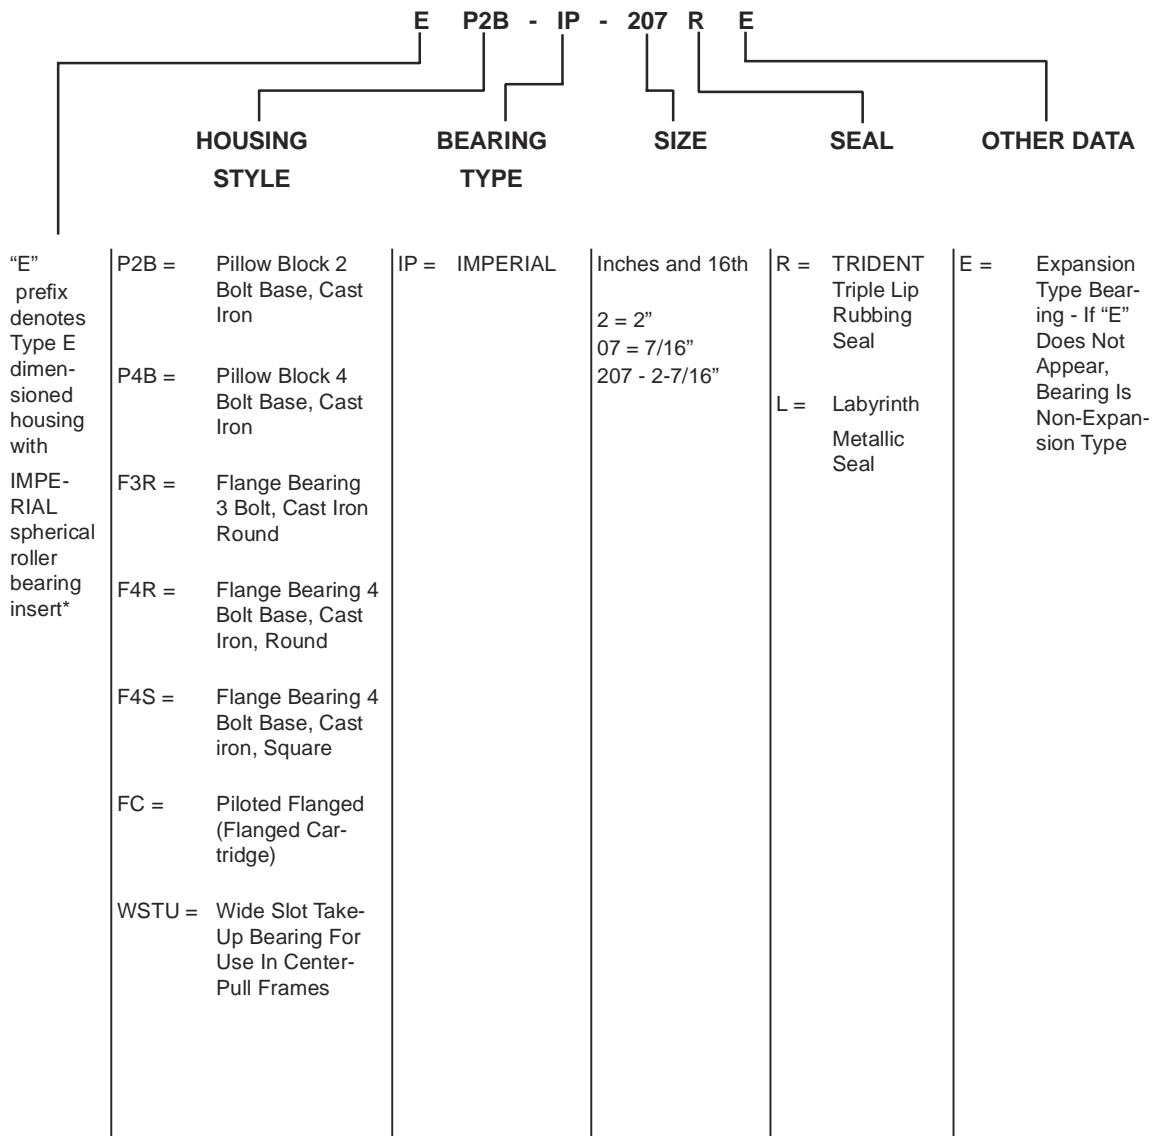 E P2B - IP - 207 R E
HOUSING
STYLE
BEARING
TYPE
SIZE
SEAL
OTHER DATA
“E”
prefix
denotes
Type E
dimen-
sioned
housing
with
IMPE-
RIAL
spherical
roller
bearing
insert*
P2B = Pillow Block 2
Bolt Base, Cast
Iron
P4B = Pillow Block 4
Bolt Base, Cast
Iron
F3R = Flange Bearing
3 Bolt, Cast Iron
Round
F4R = Flange Bearing 4
Bolt Base, Cast
Iron, Round
F4S = Flange Bearing 4
Bolt Base, Cast
iron, Square
FC = Piloted Flanged
(Flanged Car-
tridge)
WSTU = Wide Slot Take-
Up Bearing For
Use In Center-
Pull Frames
IP = IMPERIAL
Inches and 16th
2 = 2”
07 = 7/16”
207 - 2-7/16”
R = TRIDENT
Triple Lip
Rubbing
Seal
L = Labyrinth
Metallic
Seal
E = Expansion
Type Bear-
ing - If “E”
Does Not
Appear,
Bearing Is
Non-Expan-
sion Type